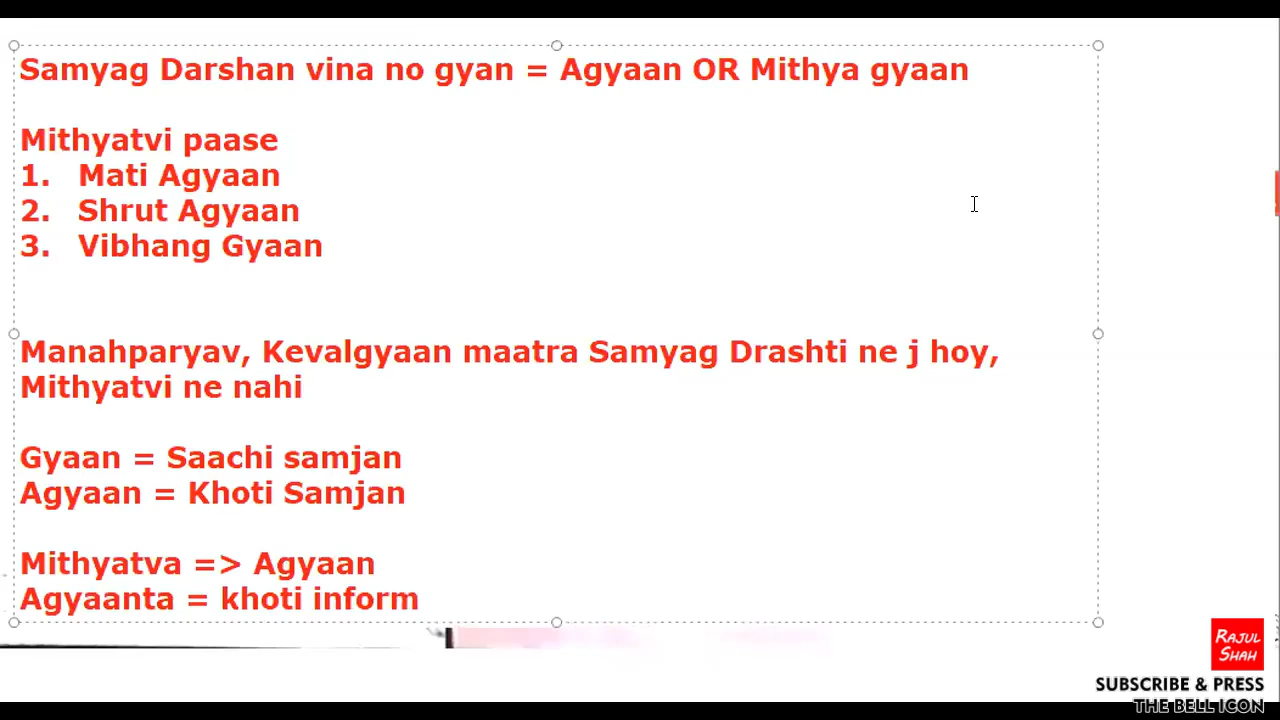 Samyag Darshan vina no gyan = Agyaan OR Mithya gyaan
Mithyatvi paase
1. Mati Agyaan
2. Shrut Agyaan
3. Vibhang Gyaan
Manahparyav, Kevalgyaan maatra Samyag Drashti ne j hoy,
Mithyatvi ne nahi
Gyaan = Saachi samjan
Agyaan = Khoti Samjan
Mithyatva => Agyaan
Agyaanta = khoti inform
RAJUL
SHAH
SUBSCRIBE & PRESS
THE BELL ICON